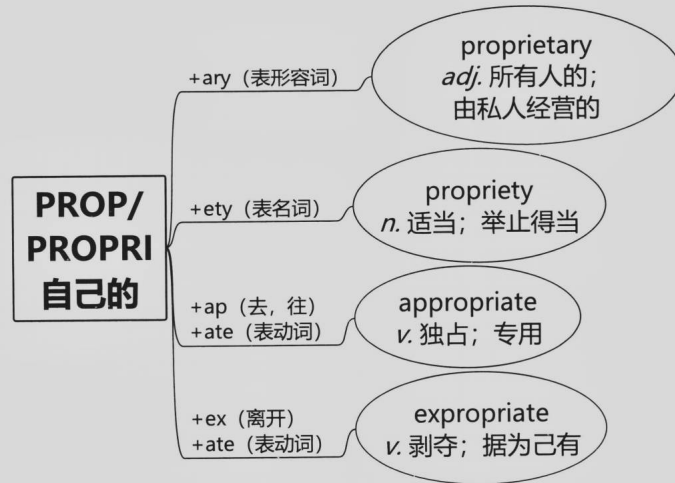 PROP/
PROPRI
自己的
+ary（表形容词）
proprietary
adj. 所有人的；
由私人经营的
+ety（表名词）
propriety
n. 适当；举止得当
+ap（去，往）
+ate（表动词）
appropriate
v. 独占；专用
+ex（离开）
+ate（表动词）
expropriate
v. 剥夺；据为己有